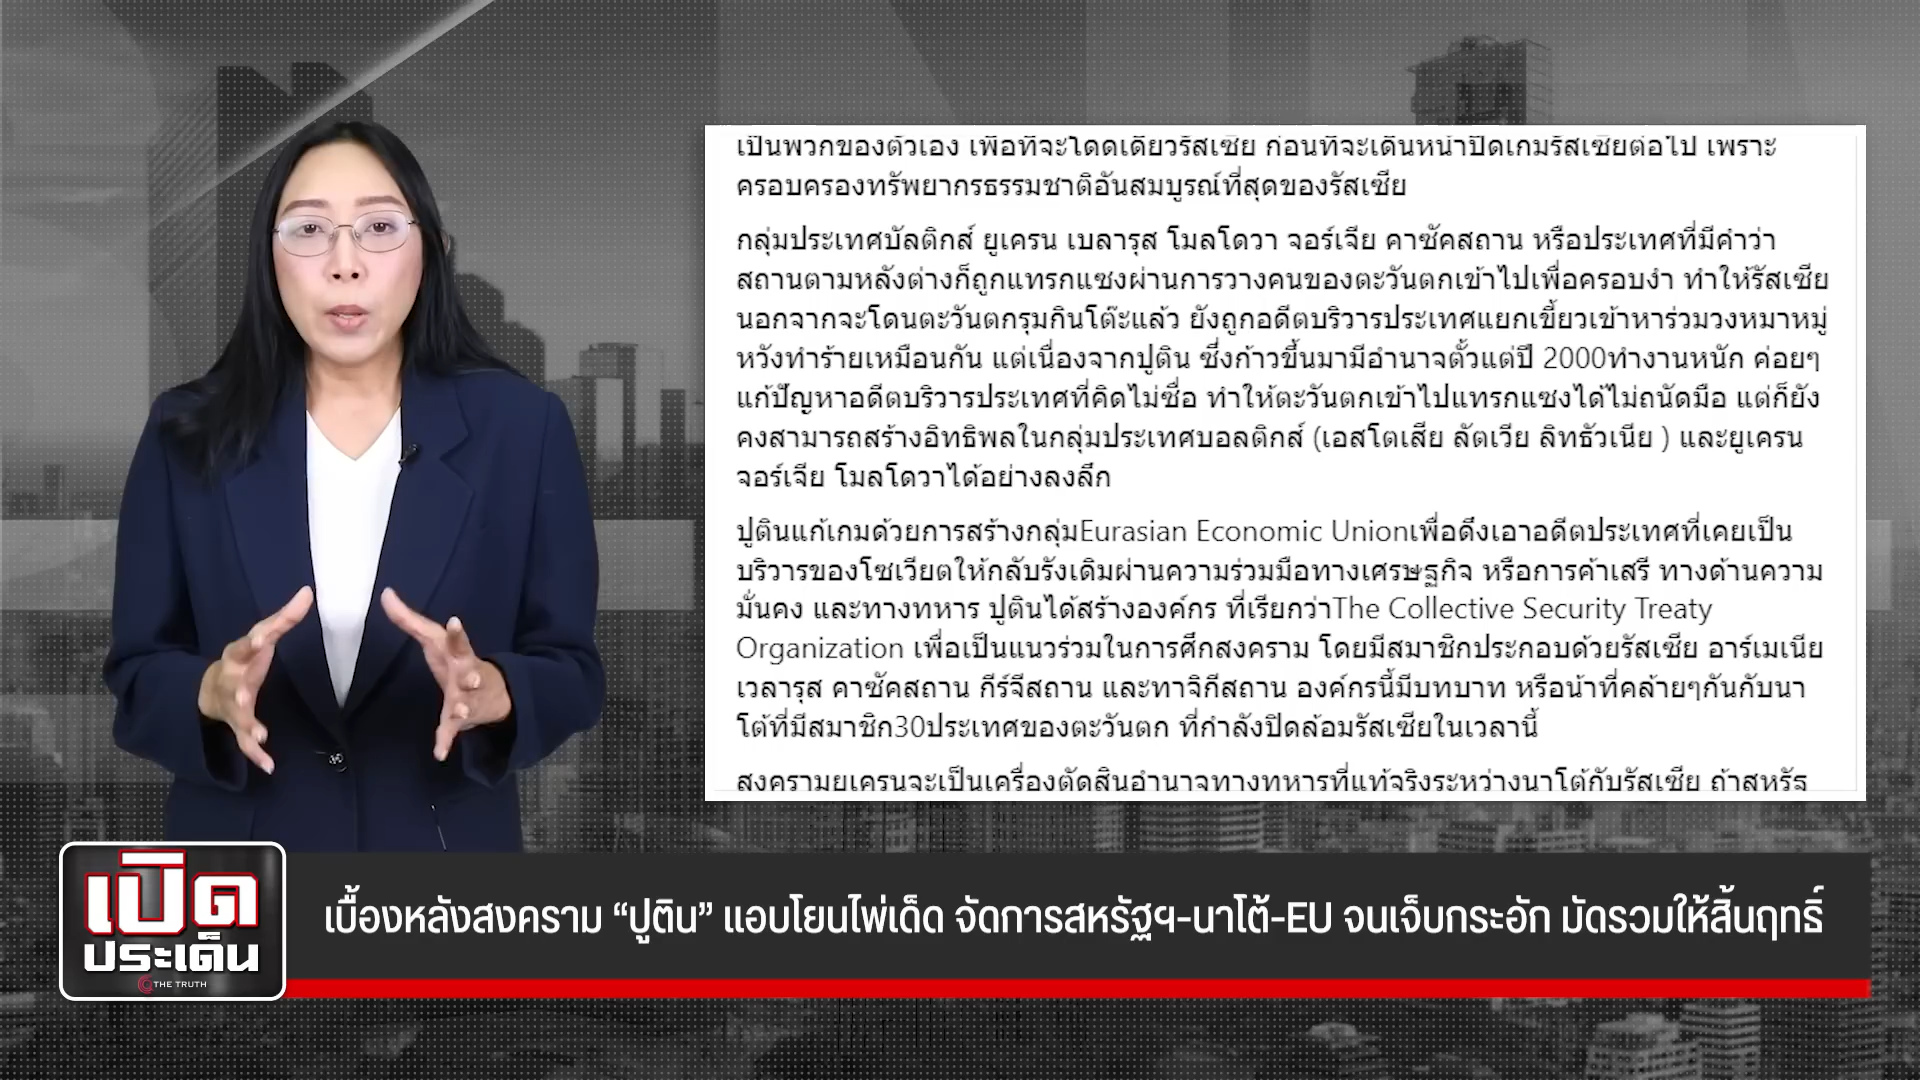 เป็นพวกของตัวเอง เพื่อที่จะโดดเดี่ยวรัสเซีย ก่อนที่จะเดินหน้าปิดเกมรัสเซียต่อไป เพราะ
ครอบครองทรัพยากรธรรมชาติอันสมบูรณ์ที่สุดของรัสเซีย
กลุ่มประเทศบัลติกส์ ยูเครน เบลารุส โมลโดวา จอร์เจีย คาซัคสถาน หรือประเทศที่มีคำว่า
สถานตามหลังต่างก็ถูกแทรกแซงผ่านการวางคนของตะวันตกเข้าไปเพื่อครอบงำ ทำให้รัสเซีย
นอกจากจะโดนตะวันตกรุมกินโต๊ะแล้ว ยังถูกอดีตบริวารประเทศแยกเขี้ยวเข้าหาร่วมวงหมาหมู่
หวังทำร้ายเหมือนกัน แต่เนื่องจากปูติน ซึ่งก้าวขึ้นมามีอำนาจตั้วแต่ปี 2000ทำงานหนัก ค่อยๆ
แก้ปัญหาอดีตบริวารประเทศที่คิดไม่ซื่อ ทำให้ตะวันตกเข้าไปแทรกแซงได้ไม่ถนัดมือ แต่ก็ยัง
คงสามารถสร้างอิทธิพลในกลุ่มประเทศบอลติกส์ (เอสโตเสีย ลัตเวีย ลิทธัวเนีย ) และยูเครน
จอร์เจีย โมลโดวาได้อย่างลงลึก
ปูตินแก้เกมด้วยการสร้างกลุ่มEurasian Economic Unionเพื่อดึงเอาอดีตประเทศที่เคยเป็น
บริวารของโซเวียตให้กลับรังเดิมผ่านความร่วมมือทางเศรษฐกิจ หรือการค้าเสรี ทางด้านความ
มั่นคง และทางทหาร ปูตินได้สร้างองค์กร ที่เรียกว่าThe Collective Security Treaty
Organization เพื่อเป็นแนวร่วมในการศึกสงคราม โดยมีสมาชิกประกอบด้วยรัสเซีย อาร์เมเนีย
เวลารุส คาซัคสถาน กีร์จีสถาน และทาจิกีสถาน องค์กรนี้มีบทบาท หรือน้าที่คล้ายๆกันกับนา
โต้ที่มีสมาชิก30ประเทศของตะวันตก ที่กำลังปิดล้อมรัสเซียในเวลานี้
สงครามยูเครนจะเป็นเครื่องตัดสินอำนาจทางทหารที่แท้จริงระหว่างนาโต้กับรัสเซีย ถ้าสหรัฐ
เปิด
ประเด็น
THE TRUTH
เบื้องหลังสงคราม “ปูติน” แอบโยนไพ่เด็ด จัดการสหรัฐฯ-นาโต้-EU จนเจ็บกระอัก มัดรวมให้สิ้นฤทธิ์